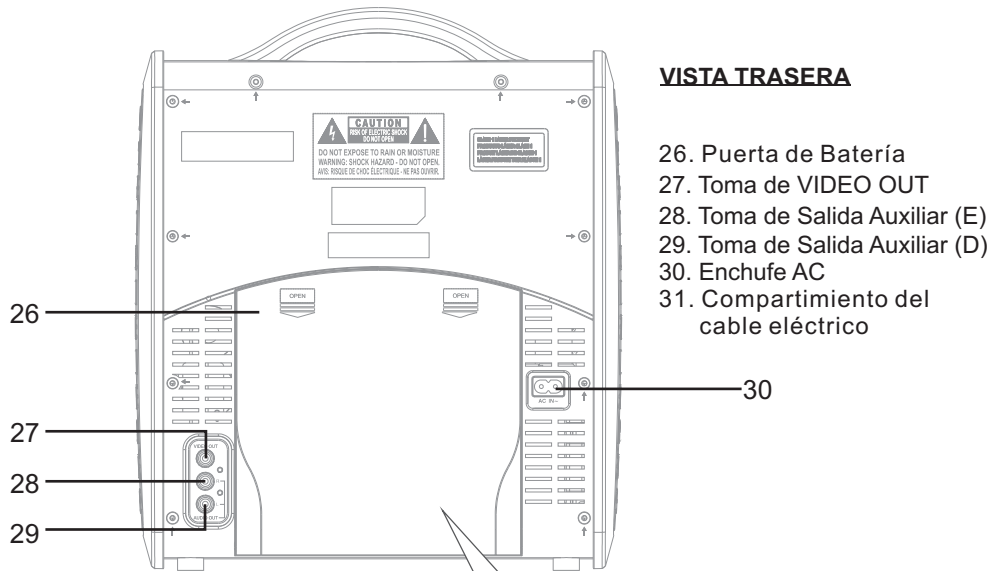 VISTA TRASERA
26. Puerta de Batería
27. Toma de VIDEO OUT
28. Toma de Salida Auxiliar (E)
29. Toma de Salida Auxiliar (D)
30. Enchufe AC
31. Compartimiento del
cable eléctrico
CAUTION
RISK OF ELECTRIC SHOCK
DO NOT OPEN
DO NOT EXPOSE TO RAIN OR MOISTURE
WARNING: SHOCK HAZARD - DO NOT OPEN.
AVIS: RISQUE DE CHOC ÉLECTRIQUE - NE PAS OUVRIR.
OPEN
OPEN
26
AC IN~
30
VIDEO OUT
27
28
29
AUDIO OUT